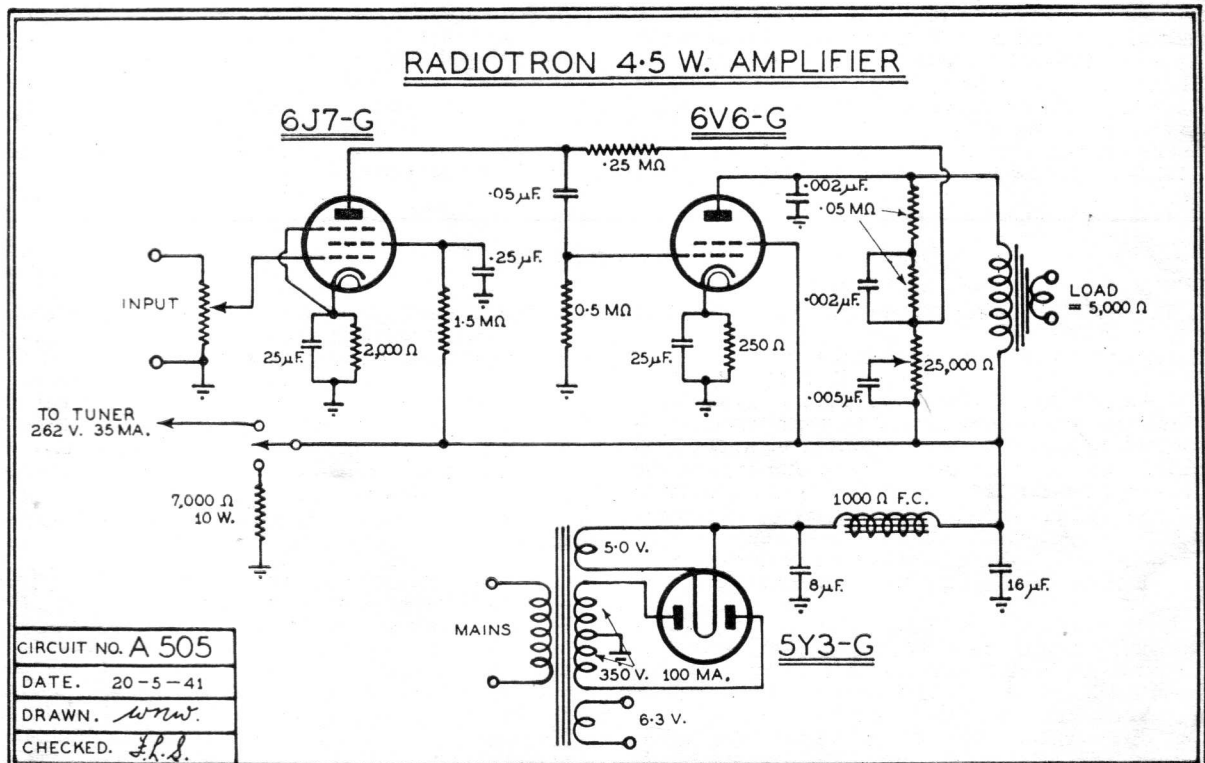 RADIOTRON 4·5 W. AMPLIFIER
6J7-G
6V6-G
·25 MΩ
·05 µF.
·002 µF.
·05 MΩ
·25 µF.
INPUT
1·5 MΩ
0·5 MΩ
·002 µF.
LOAD
= 5,000 Ω
25 µF.
2,000 Ω
25 µF.
250 Ω
25,000 Ω
·005 µF.
TO TUNER
262 V. 35 MA.
7,000 Ω
10 W.
1000 Ω F.C.
5·0 V.
8 µF.
16 µF.
MAINS
5Y3-G
350 V. 100 MA.
6·3 V.
CIRCUIT NO. A 505
DATE. 20-5-41
DRAWN. WNW.
CHECKED. F.L.S.